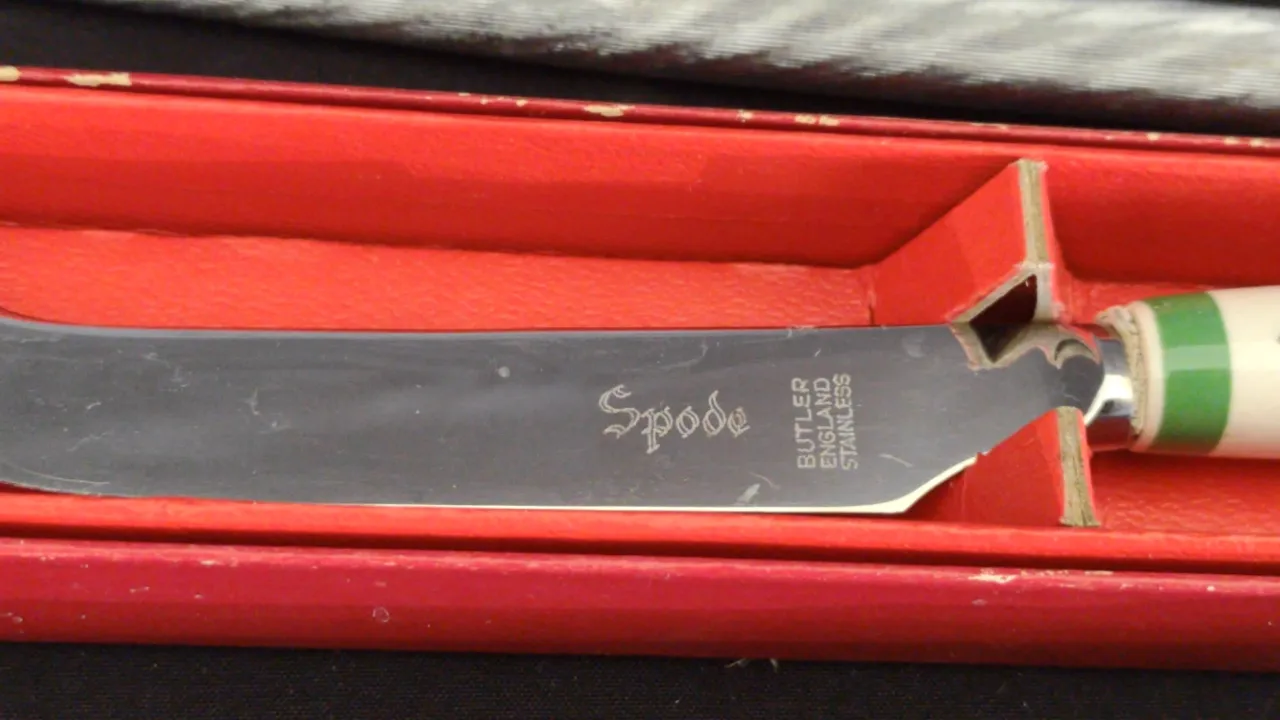 Spode
BUTLER
ENGLAND
STAINLESS